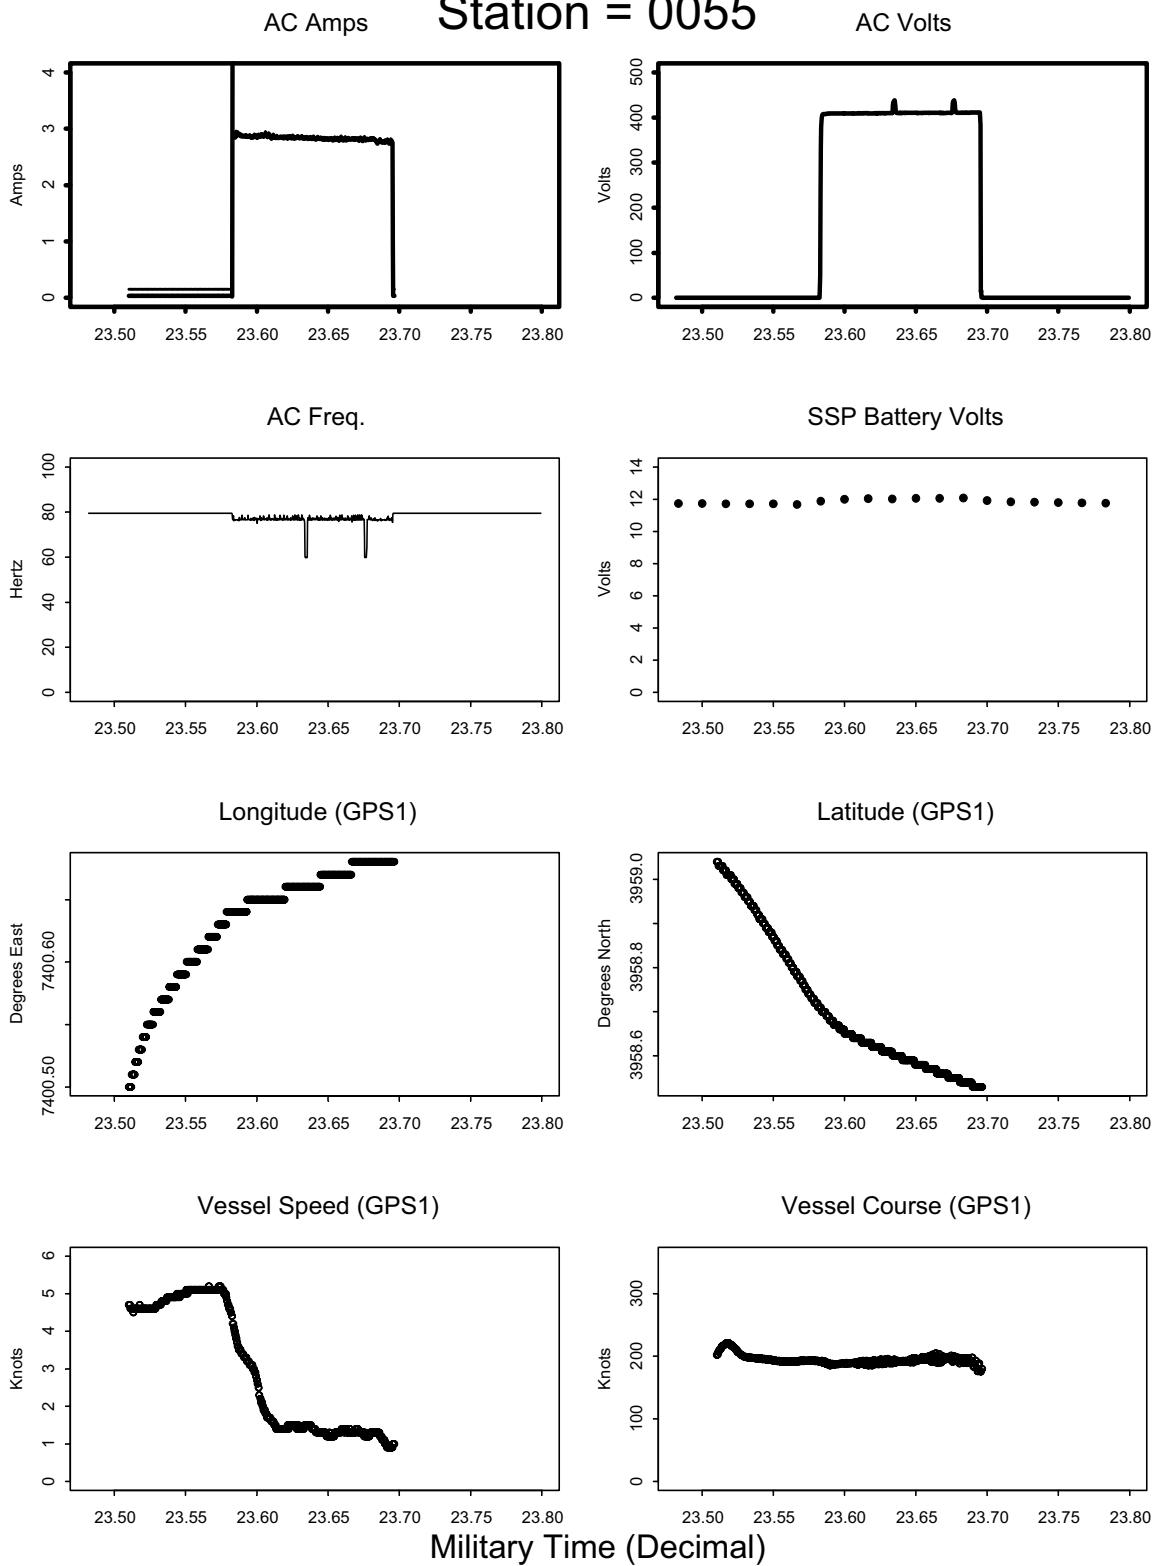 Station = 0055
AC Amps
AC Volts
Amps
0 1 2 3 4
23.50 23.55 23.60 23.65 23.70 23.75 23.80
Volts
0 100 200 300 400 500
23.50 23.55 23.60 23.65 23.70 23.75 23.80
AC Freq.
SSP Battery Volts
Hertz
0 20 40 60 80 100
23.50 23.55 23.60 23.65 23.70 23.75 23.80
Volts
0 2 4 6 8 10 12 14
23.50 23.55 23.60 23.65 23.70 23.75 23.80
Longitude (GPS1)
Latitude (GPS1)
Degrees East
7400.50 7400.60
23.50 23.55 23.60 23.65 23.70 23.75 23.80
Degrees North
3958.6 3958.8 3959.0
23.50 23.55 23.60 23.65 23.70 23.75 23.80
Vessel Speed (GPS1)
Vessel Course (GPS1)
Knots
0 1 2 3 4 5 6
23.50 23.55 23.60 23.65 23.70 23.75 23.80
Knots
0 100 200 300
23.50 23.55 23.60 23.65 23.70 23.75 23.80
Military Time (Decimal)